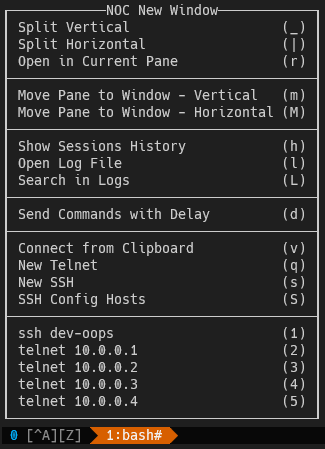 NOC New Window
Split Vertical (_)
Split Horizontal (|)
Open in Current Pane (r)
Move Pane to Window - Vertical (m)
Move Pane to Window - Horizontal (M)
Show Sessions History (h)
Open Log File (l)
Search in Logs (L)
Send Commands with Delay (d)
Connect from Clipboard (v)
New Telnet (q)
New SSH (s)
SSH Config Hosts (S)
ssh dev-oops (1)
telnet 10.0.0.1 (2)
telnet 10.0.0.2 (3)
telnet 10.0.0.3 (4)
telnet 10.0.0.4 (5)
0 [^A][Z] 1:bash#